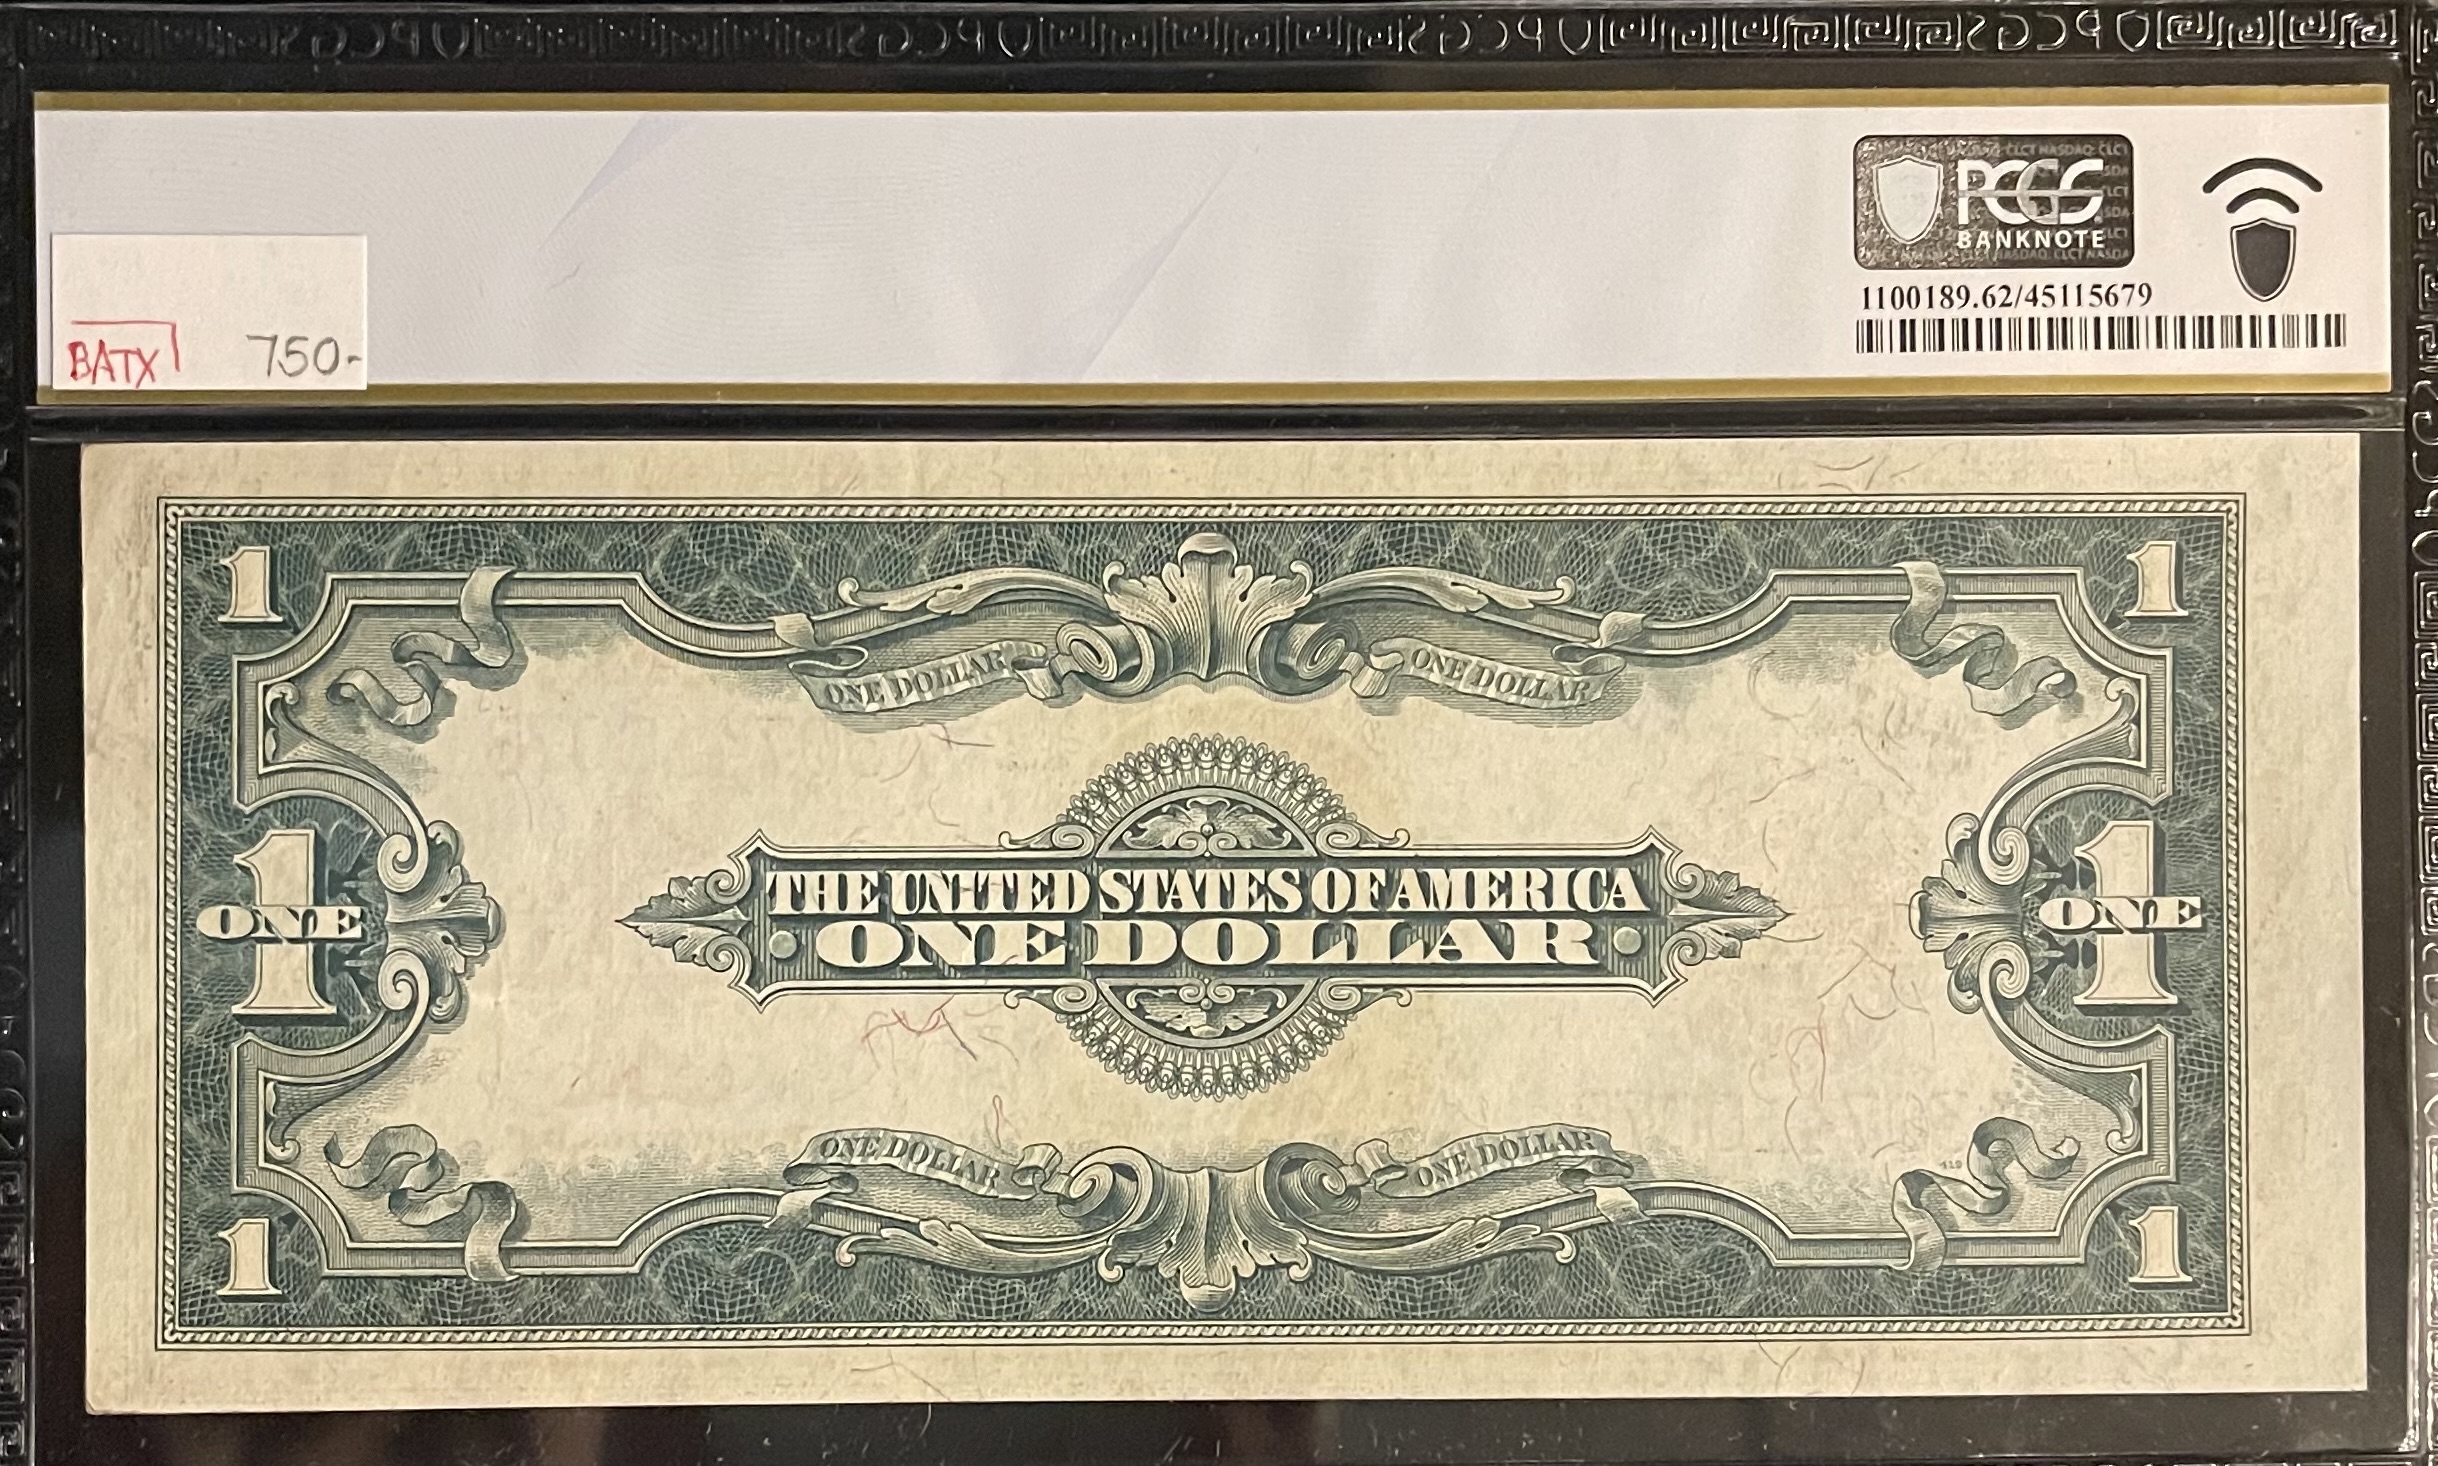 PCGS
BANKNOTE
1100189.62/45115679
BATX 750-
1 1
ONE DOLLAR ONE DOLLAR
THE UNITED STATES OF AMERICA
1 ONE ONE DOLLAR 1 ONE
ONE DOLLAR ONE DOLLAR
1 1